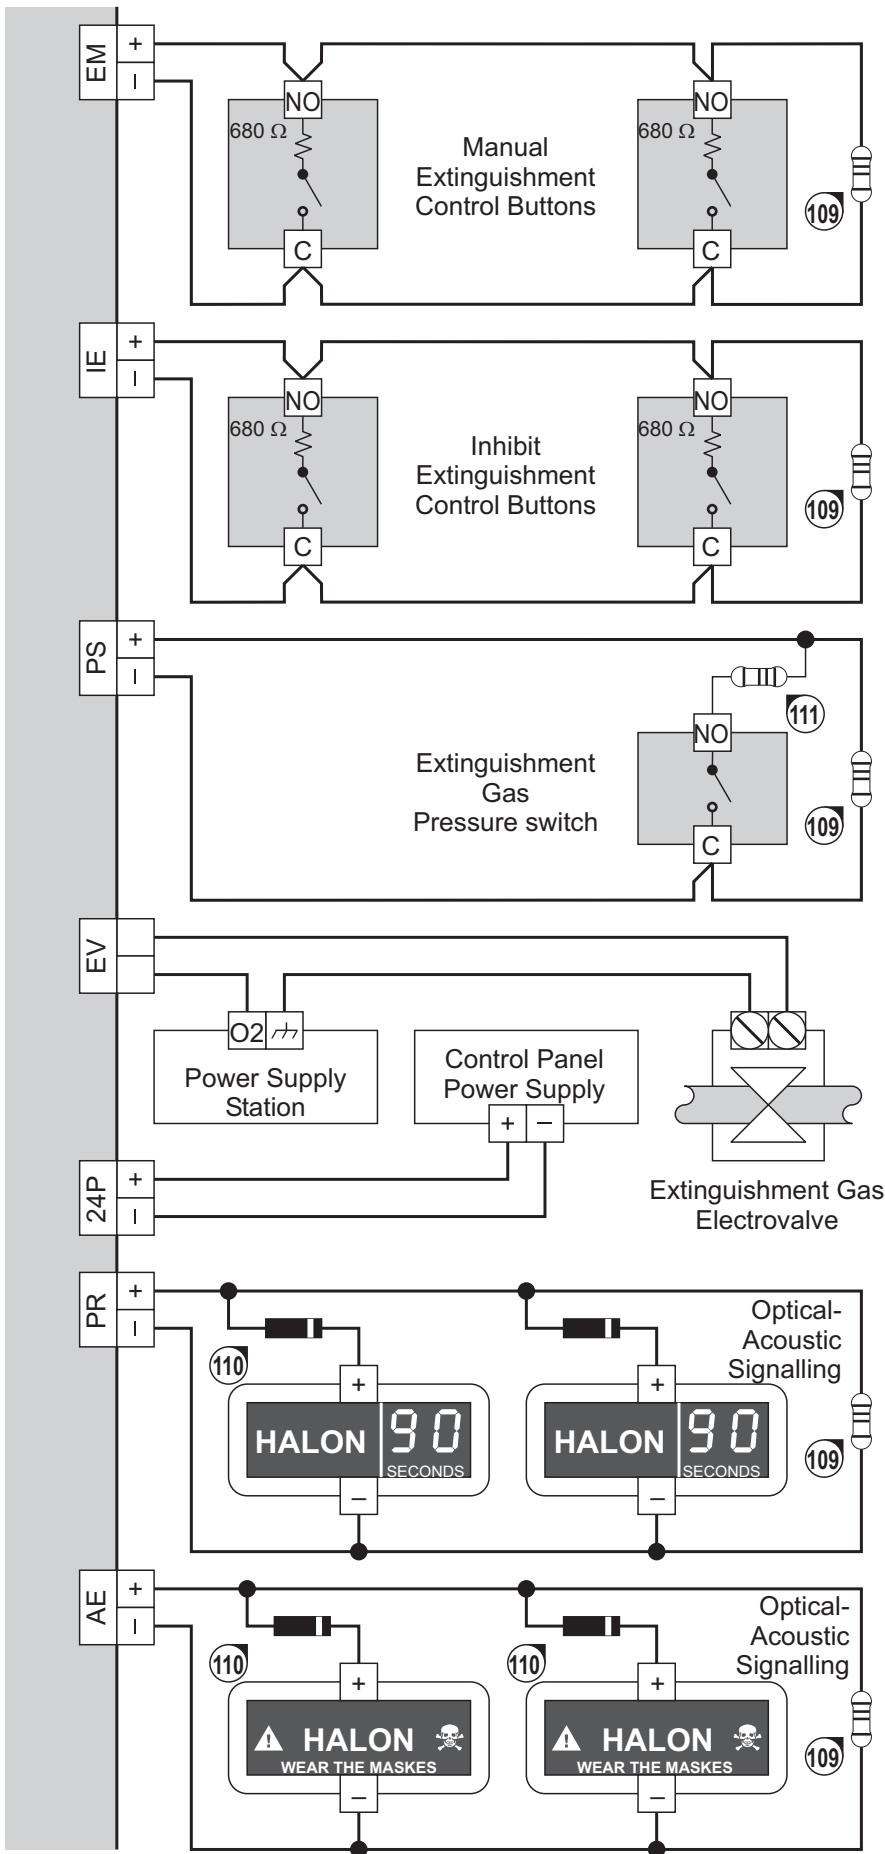 EM
+
–
NO
680 Ω
C
Manual
Extinguishment
Control Buttons
NO
680 Ω
C
109
IE
+
–
NO
680 Ω
C
Inhibit
Extinguishment
Control Buttons
NO
680 Ω
C
109
PS
+
–
Extinguishment
Gas
Pressure switch
111
NO
C
109
EV
O2
Power Supply
Station
Control Panel
Power Supply
+ –
Extinguishment Gas
Electrovalve
24P
+
–
PR
+
–
Optical-
Acoustic
Signalling
110
+
HALON 90
SECONDS
–
+
HALON 90
SECONDS
–
109
AE
+
–
Optical-
Acoustic
Signalling
110
+
HALON
WEAR THE MASKES
–
110
+
HALON
WEAR THE MASKES
–
109